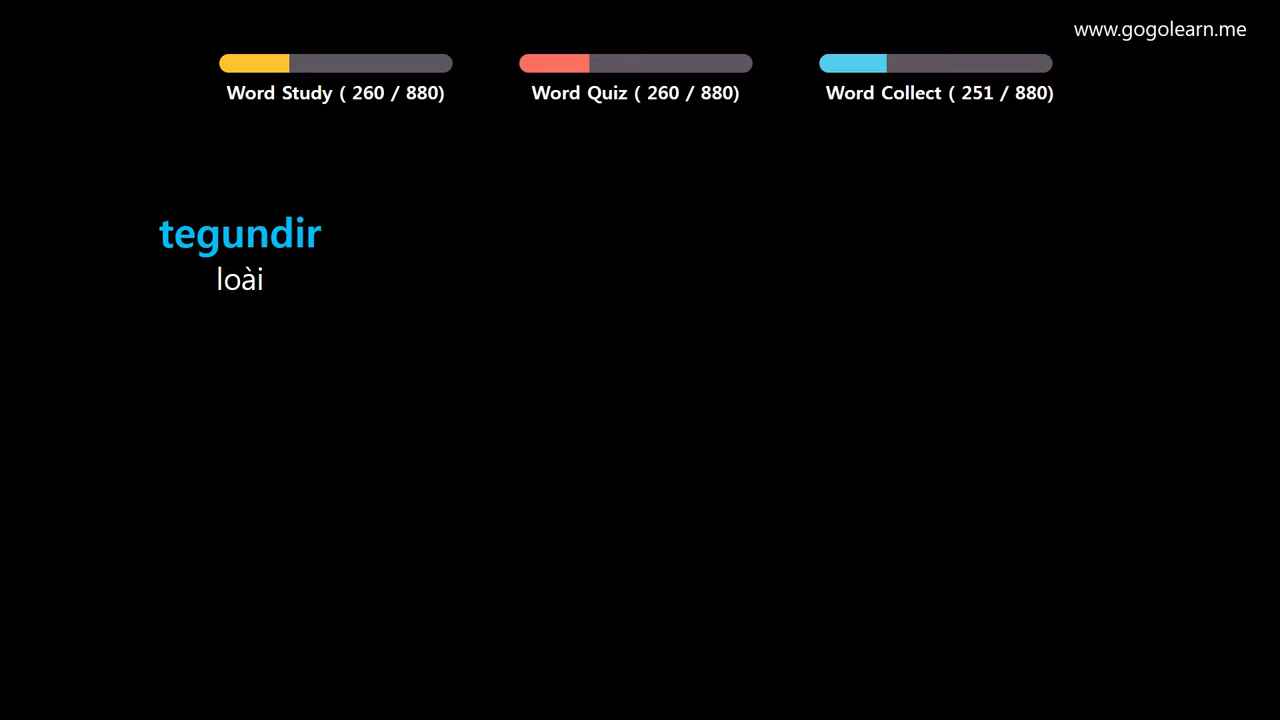 www.gogolearn.me
Word Study ( 260 / 880)
Word Quiz ( 260 / 880)
Word Collect ( 251 / 880)
tegundir
loài